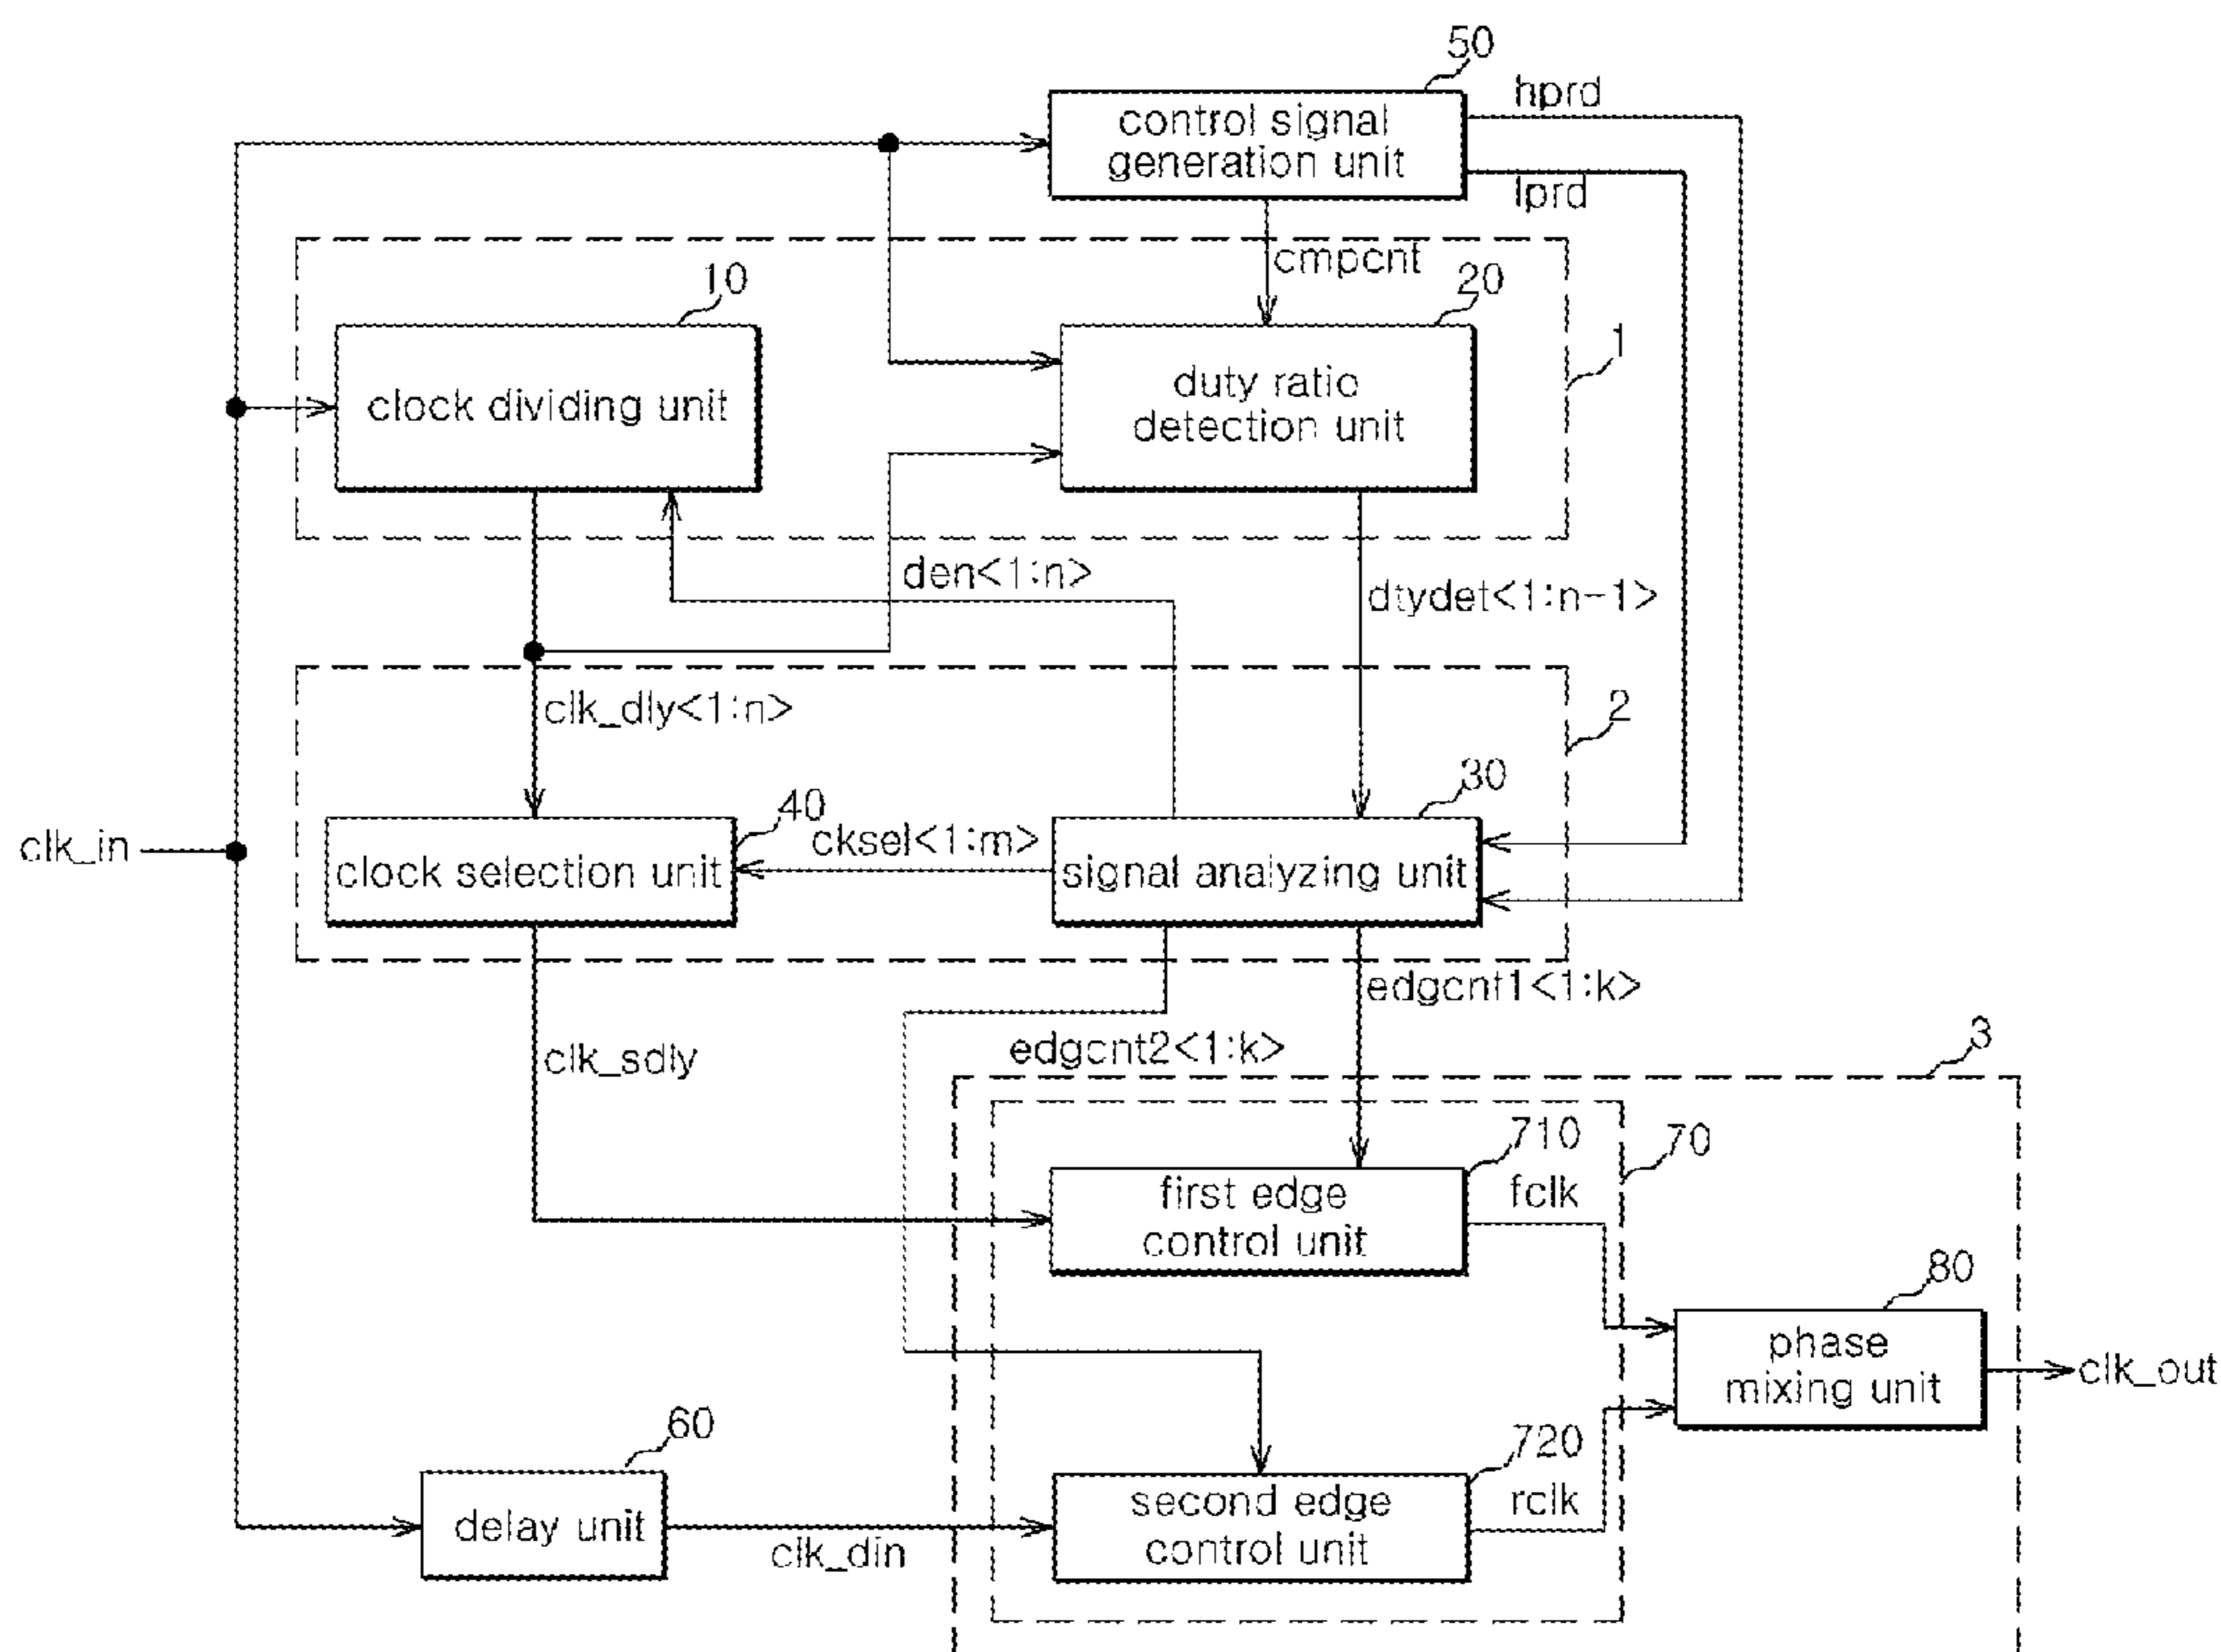 50
hprd
control signal
generation unit
lprd
cmpcnt
10
20
1
clock dividing unit
duty ratio
detection unit
den<1:n>
dtydet<1:n-1>
clk_dly<1:n>
2
30
40
cksel<1:m>
clk_in
clock selection unit
signal analyzing unit
edgcnt1<1:k>
edgcnt2<1:k>
3
clk_sdly
710
70
first edge
control unit
fclk
80
phase
mixing unit
clk_out
60
720
second edge
control unit
rclk
delay unit
clk_din